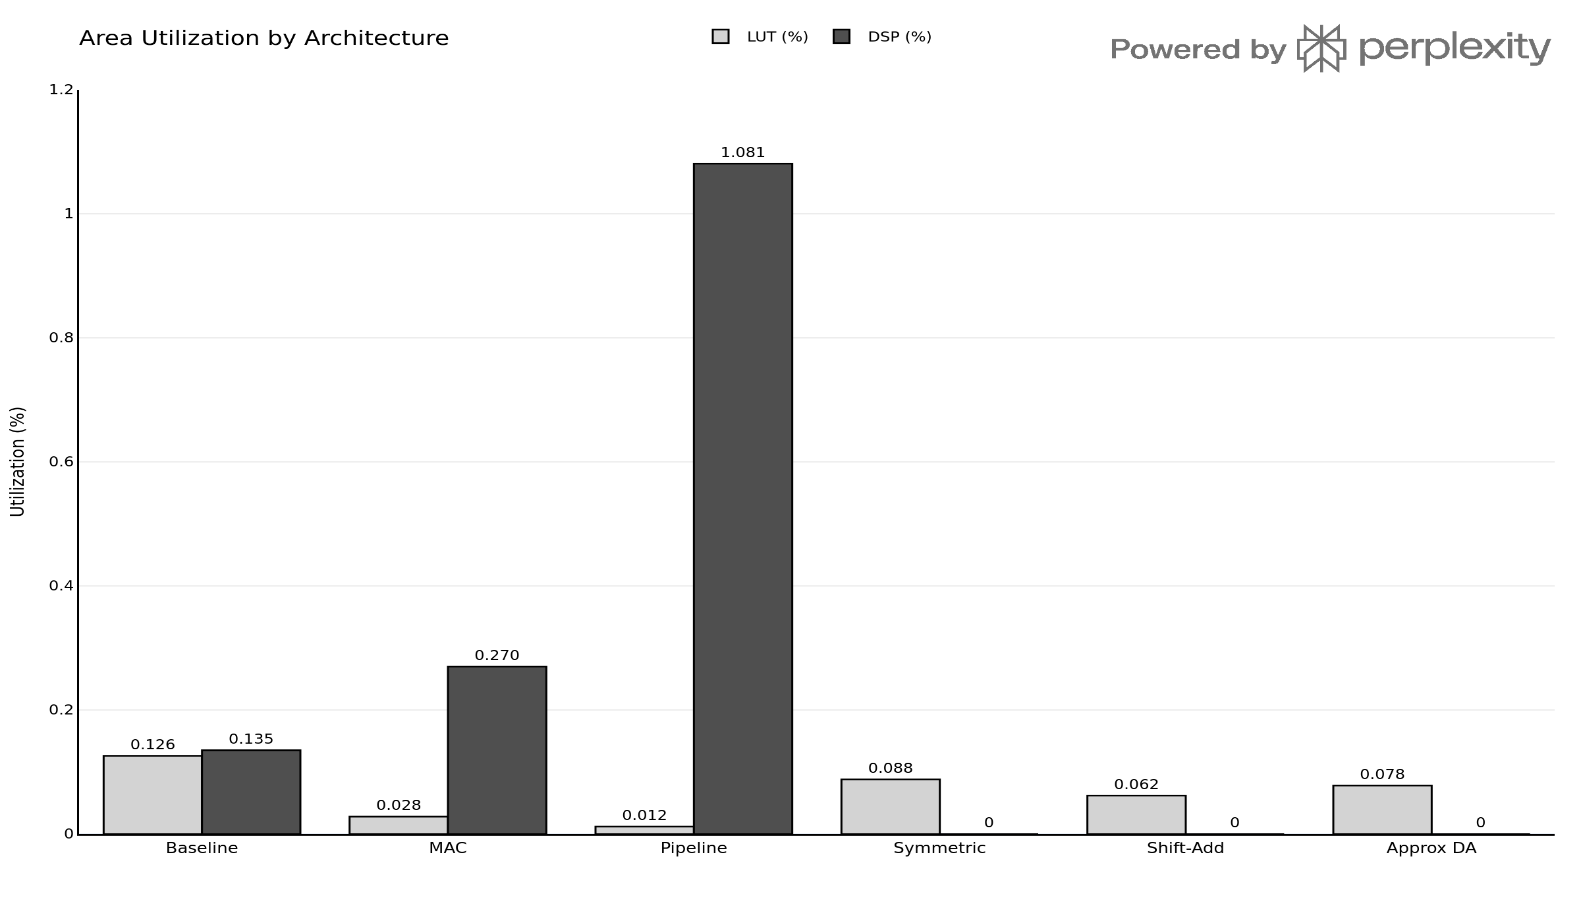 Area Utilization by Architecture
LUT (%) DSP (%)
Powered by perplexity
Utilization (%)
1.2
1
0.8
0.6
0.4
0.2
0
0.126 0.135
0.028 0.270
0.012 1.081
0.088 0
0.062 0
0.078 0
Baseline MAC Pipeline Symmetric Shift-Add Approx DA